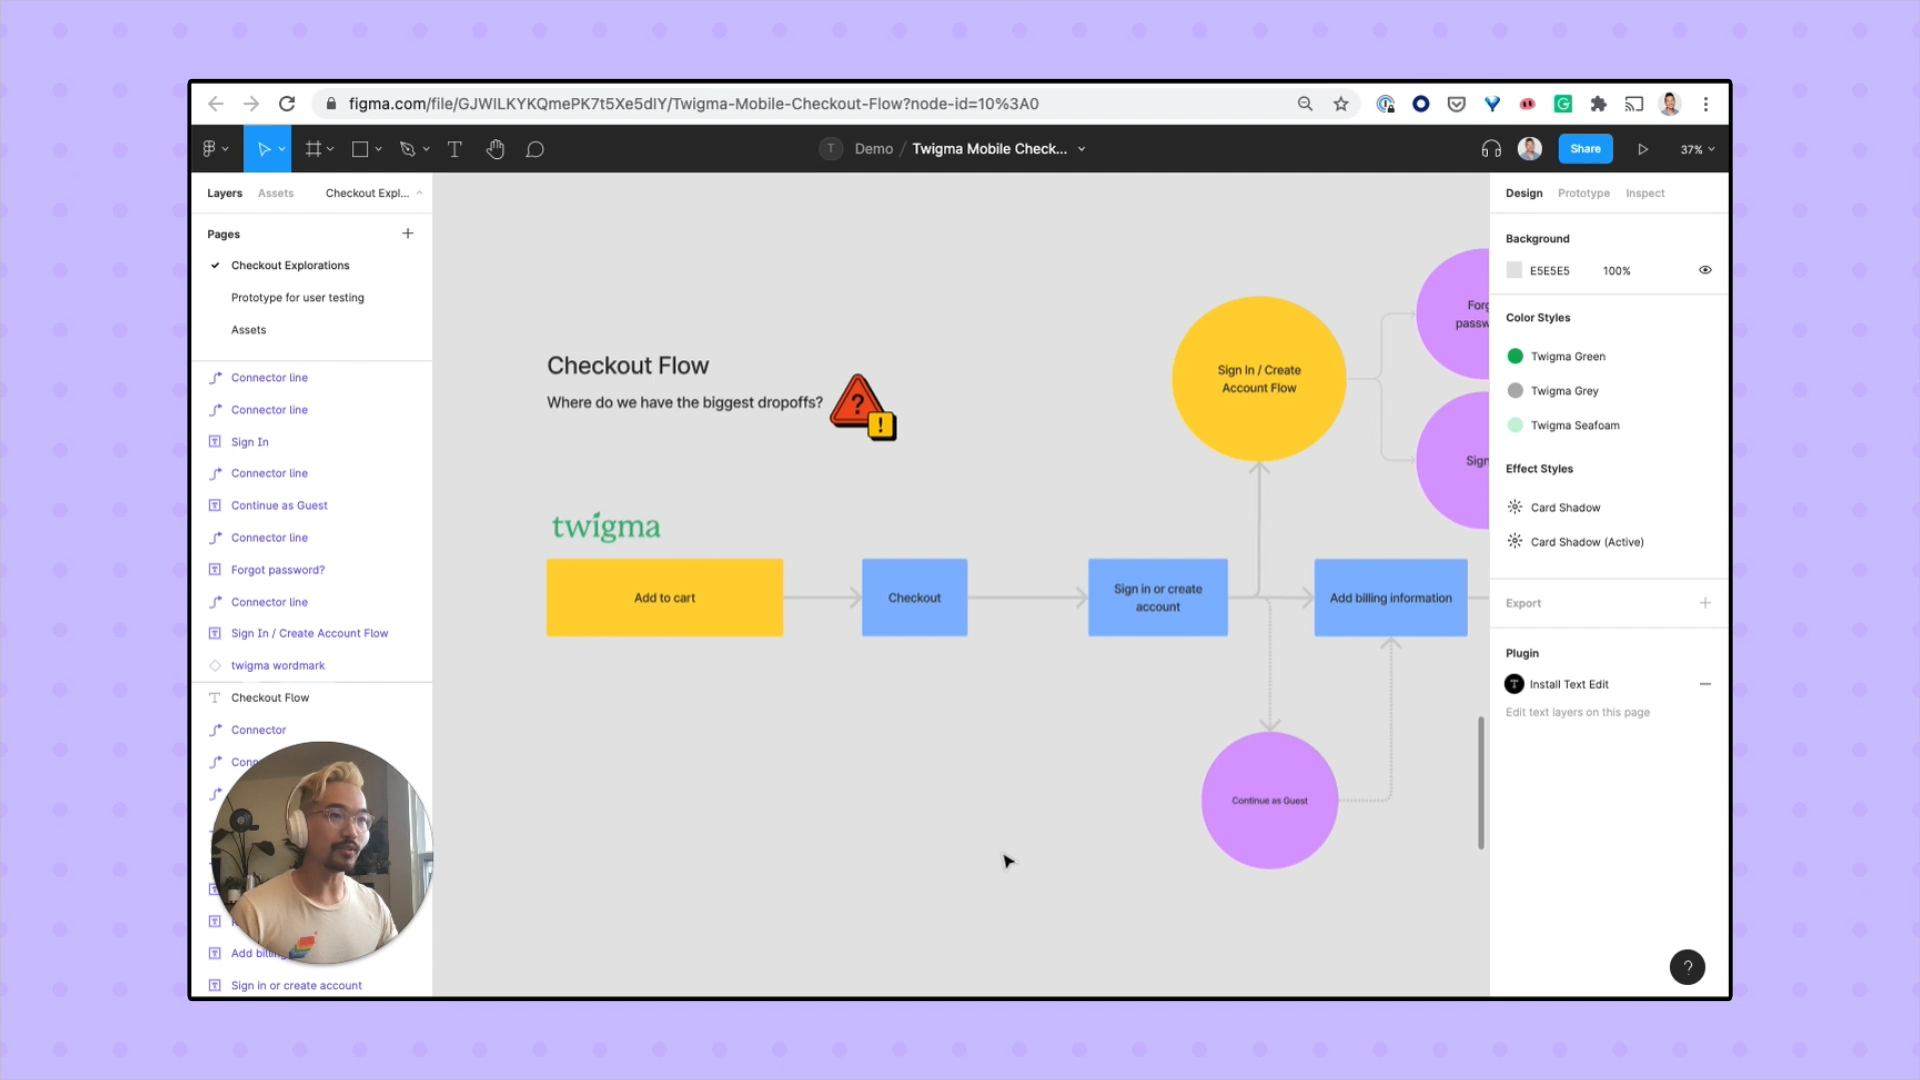 figma.com/file/GJWILKYKQmePK7t5Xe5dIY/Twigma-Mobile-Checkout-Flow?node-id=10%3A0
T Demo / Twigma Mobile Check...
Share
37%
Layers Assets Checkout Expl...
Pages
Checkout Explorations
Prototype for user testing
Assets
Connector line
Connector line
Sign In
Connector line
Continue as Guest
Connector line
Forgot password?
Connector line
Sign In / Create Account Flow
twigma wordmark
Checkout Flow
Connector
Sign in or create account
Checkout Flow
Where do we have the biggest dropoffs?
?
!
twigma
Add to cart
Checkout
Sign in or create
account
Add billing information
Sign In / Create
Account Flow
Forg
passw
Sign
Continue as Guest
Design Prototype Inspect
Background
E5E5E5 100%
Color Styles
Twigma Green
Twigma Grey
Twigma Seafoam
Effect Styles
Card Shadow
Card Shadow (Active)
Export
Plugin
Install Text Edit
Edit text layers on this page
?